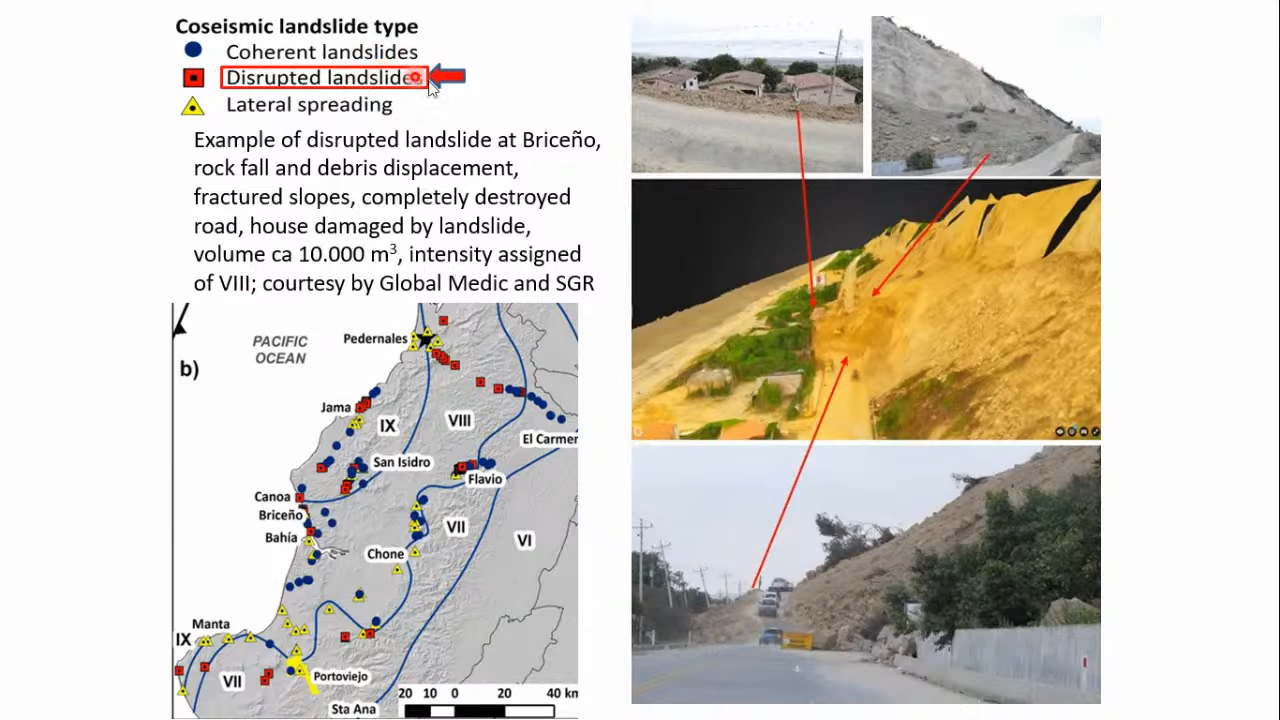 Coseismic landslide type
Coherent landslides
Disrupted landslides
Lateral spreading
Example of disrupted landslide at Briceño,
rock fall and debris displacement,
fractured slopes, completely destroyed
road, house damaged by landslide,
volume ca 10.000 m³, intensity assigned
of VIII; courtesy by Global Medic and SGR
b)
PACIFIC
OCEAN
Pedernales
Jama
IX
VIII
El Carmen
San Isidro
Flavio
Canoa
Briceño
Bahía
VII
VI
Chone
Manta
IX
VII
Portoviejo
Sta Ana
20 10 0 20 40 km